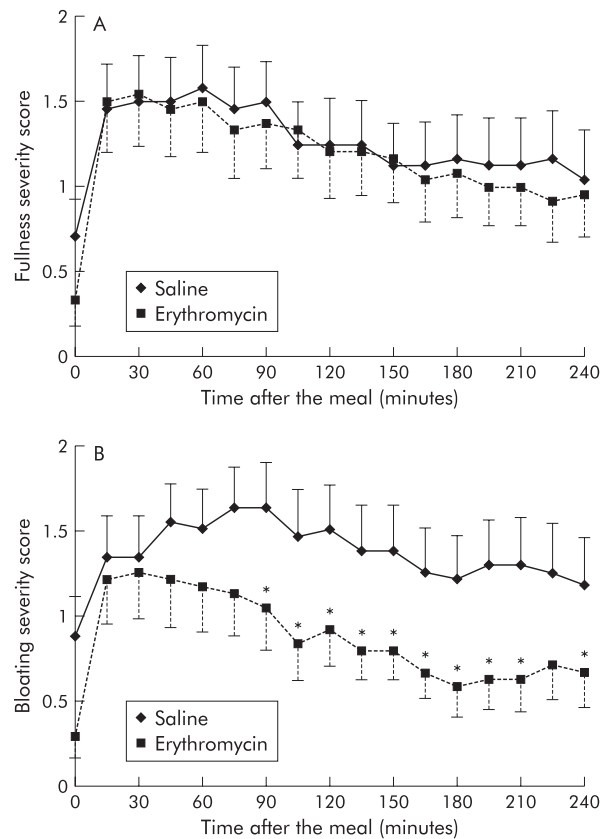 A
2
1.5
1
0.5
0
Fullness severity score
Saline
Erythromycin
0 30 60 90 120 150 180 210 240
Time after the meal (minutes)
B
2
1.5
1
0.5
0
Bloating severity score
* * * * * * * * * *
Saline
Erythromycin
0 30 60 90 120 150 180 210 240
Time after the meal (minutes)